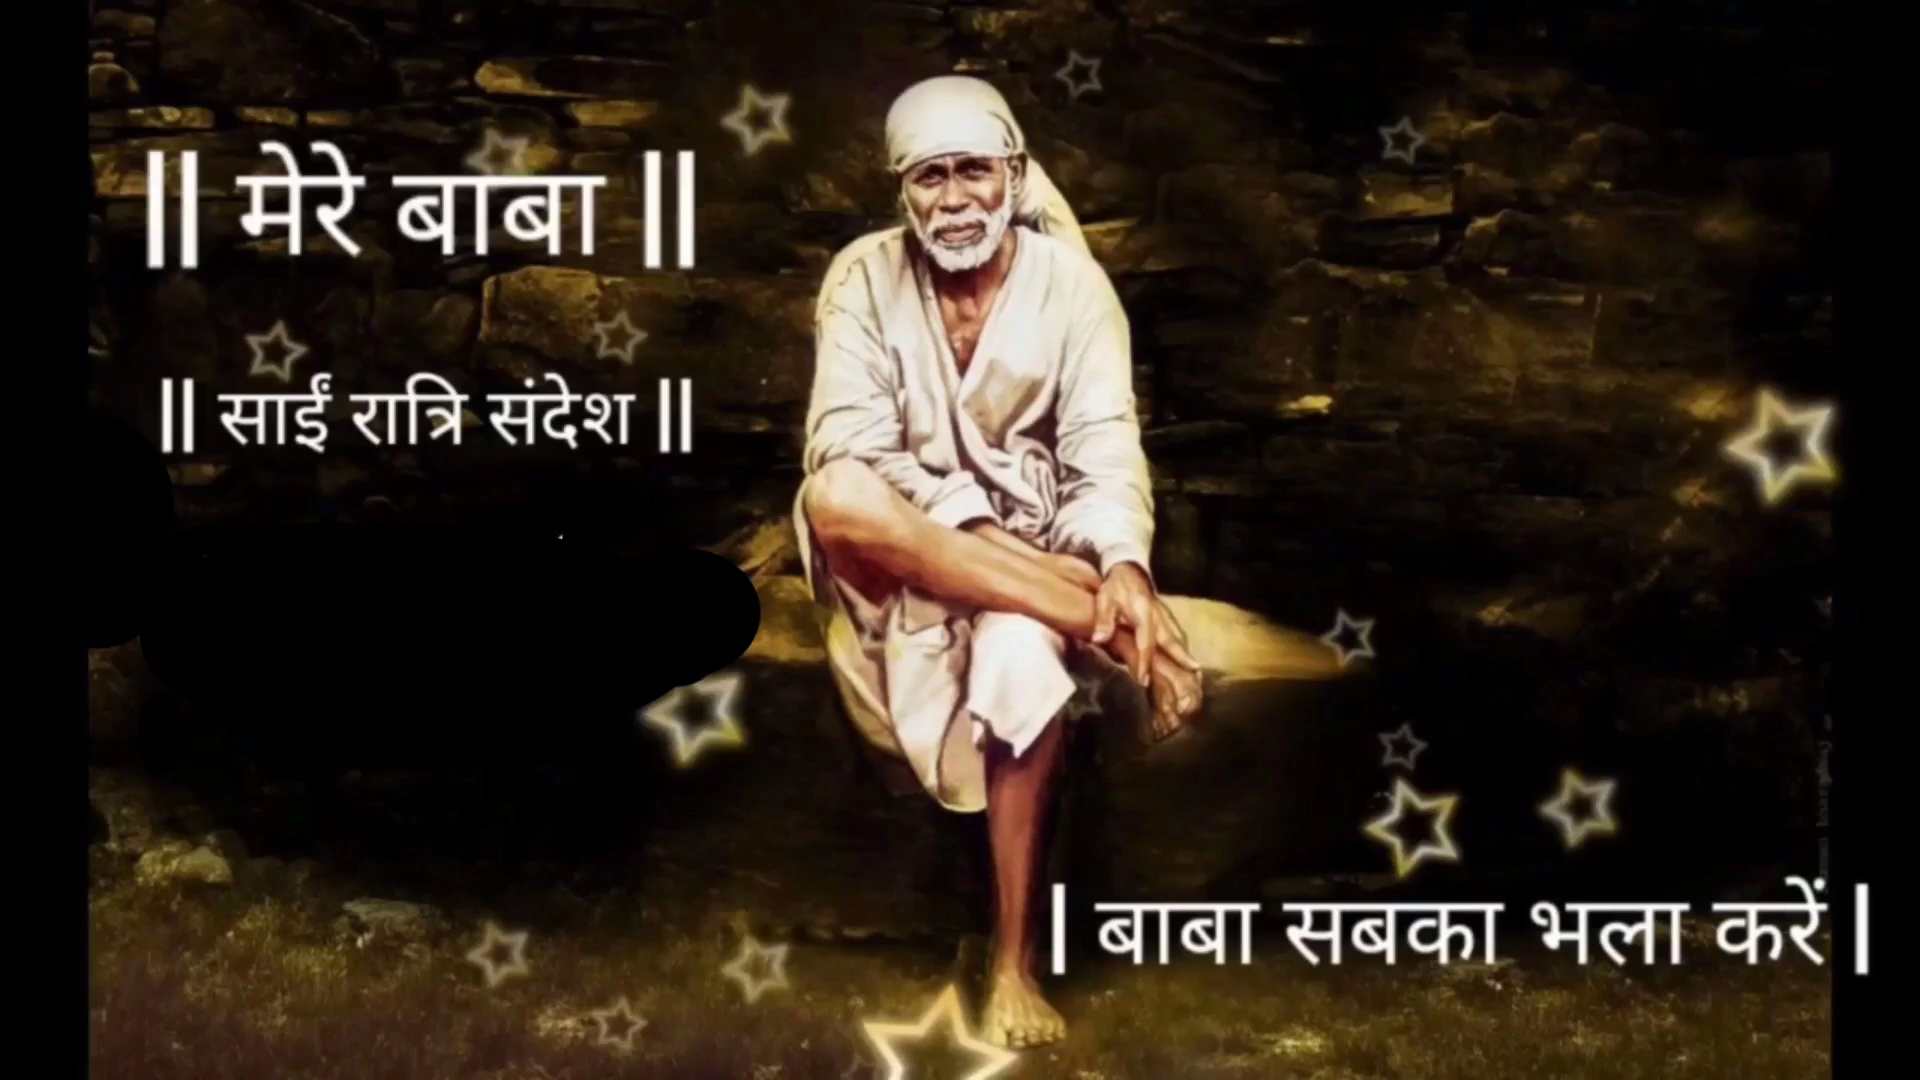 || मेरे बाबा ||
|| साईं रात्रि संदेश ||
| बाबा सबका भला करें |